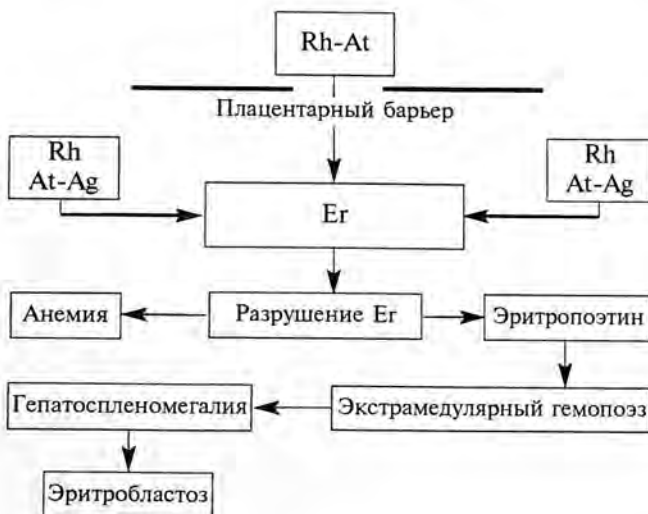 Rh-At
Плацентарный барьер
Rh
At-Ag
Rh
At-Ag
Er
Анемия
Разрушение Er
Эритропоэтин
Гепатоспленомегалия
Экстрамедулярный гемопоэз
Эритробластоз